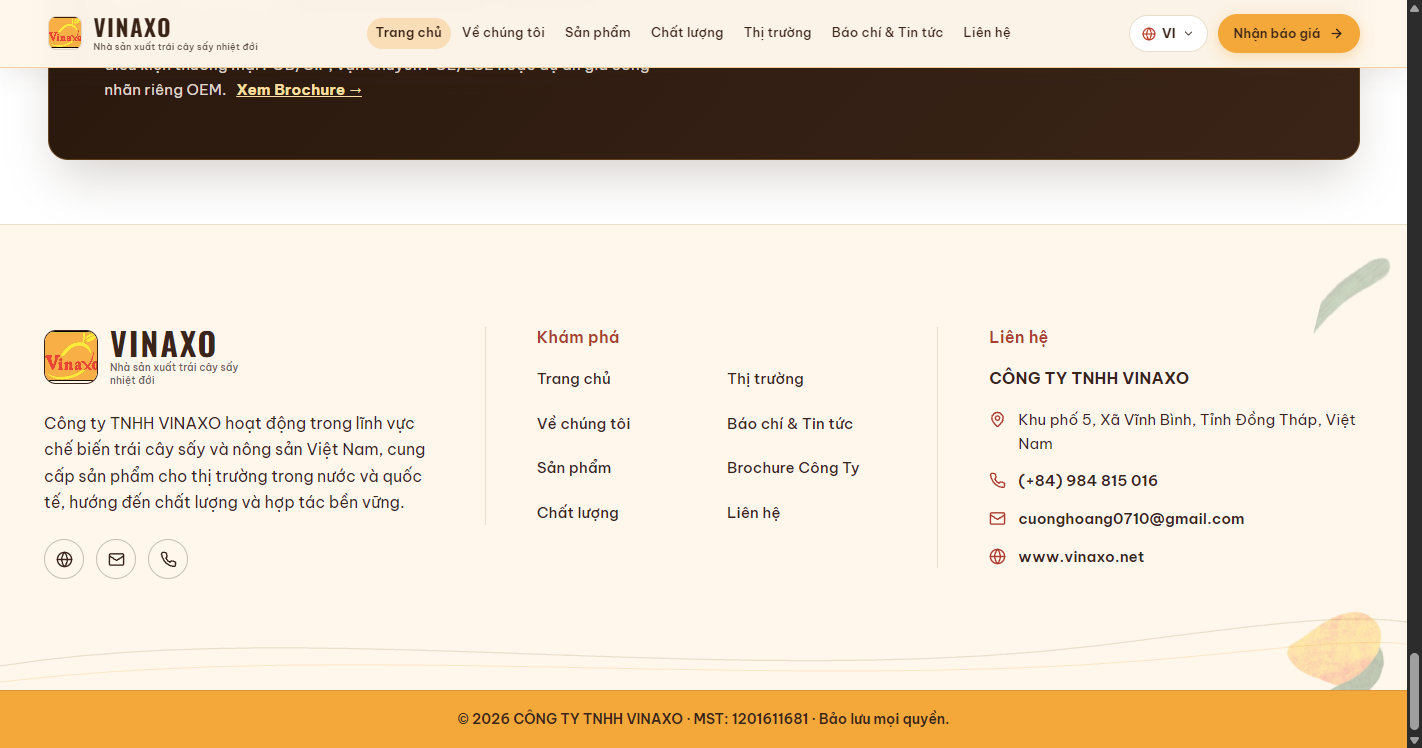 VINAXO
Nhà sản xuất trái cây sấy nhiệt đới
Trang chủ
Về chúng tôi
Sản phẩm
Chất lượng
Thị trường
Báo chí & Tin tức
Liên hệ
VI
Nhận báo giá →
nhãn riêng OEM. Xem Brochure →
Vinaxo
VINAXO
Nhà sản xuất trái cây sấy
nhiệt đới
Công ty TNHH VINAXO hoạt động trong lĩnh vực
chế biến trái cây sấy và nông sản Việt Nam, cung
cấp sản phẩm cho thị trường trong nước và quốc
tế, hướng đến chất lượng và hợp tác bền vững.
Khám phá
Trang chủ
Về chúng tôi
Sản phẩm
Chất lượng
Thị trường
Báo chí & Tin tức
Brochure Công Ty
Liên hệ
Liên hệ
CÔNG TY TNHH VINAXO
Khu phố 5, Xã Vĩnh Bình, Tỉnh Đồng Tháp, Việt
Nam
(+84) 984 815 016
cuonghoang0710@gmail.com
www.vinaxo.net
© 2026 CÔNG TY TNHH VINAXO · MST: 1201611681 · Bảo lưu mọi quyền.